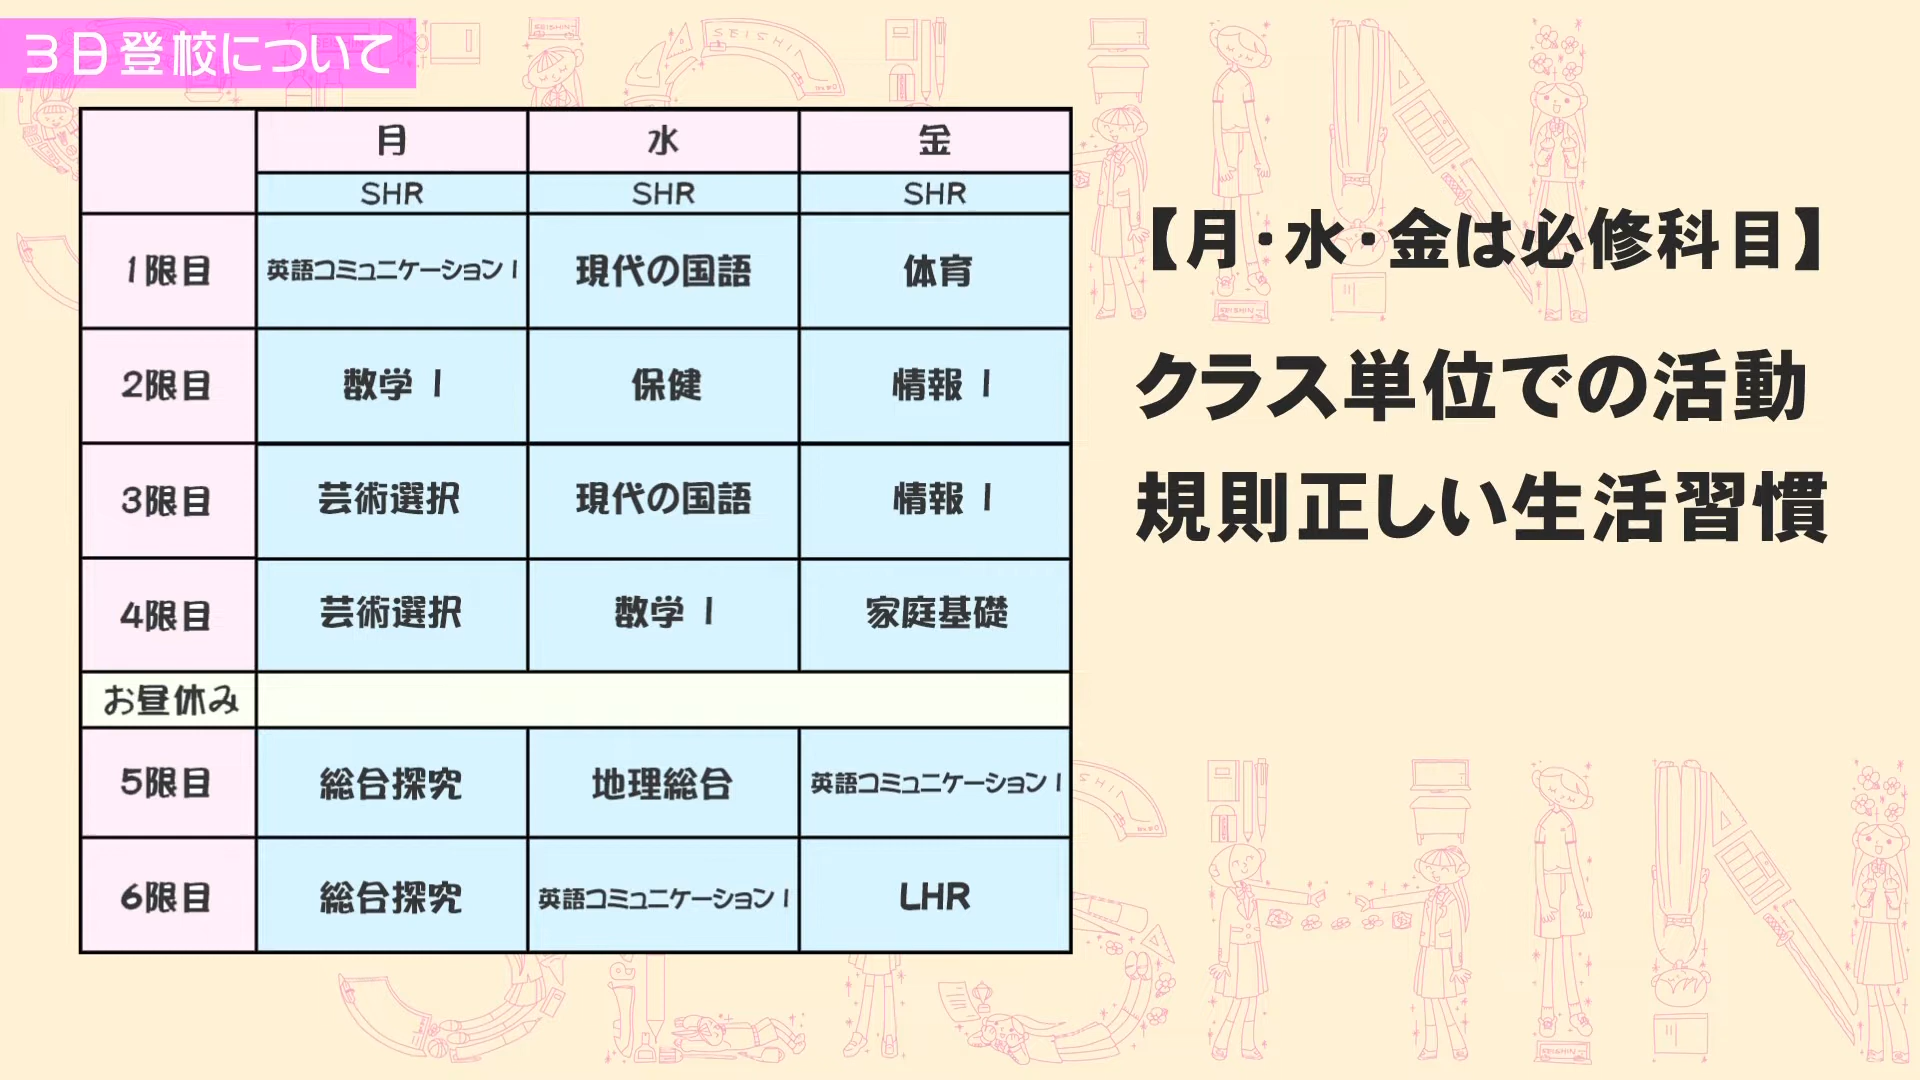 3日登校について
月 水 金
SHR SHR SHR
1限目 英語コミュニケーションⅠ 現代の国語 体育
2限目 数学Ⅰ 保健 情報Ⅰ
3限目 芸術選択 現代の国語 情報Ⅰ
4限目 芸術選択 数学Ⅰ 家庭基礎
お昼休み
5限目 総合探究 地理総合 英語コミュニケーションⅠ
6限目 総合探究 英語コミュニケーションⅠ LHR
【月・水・金は必修科目】
クラス単位での活動
規則正しい生活習慣
SEISHIN
SEISHIN
SEISHIN